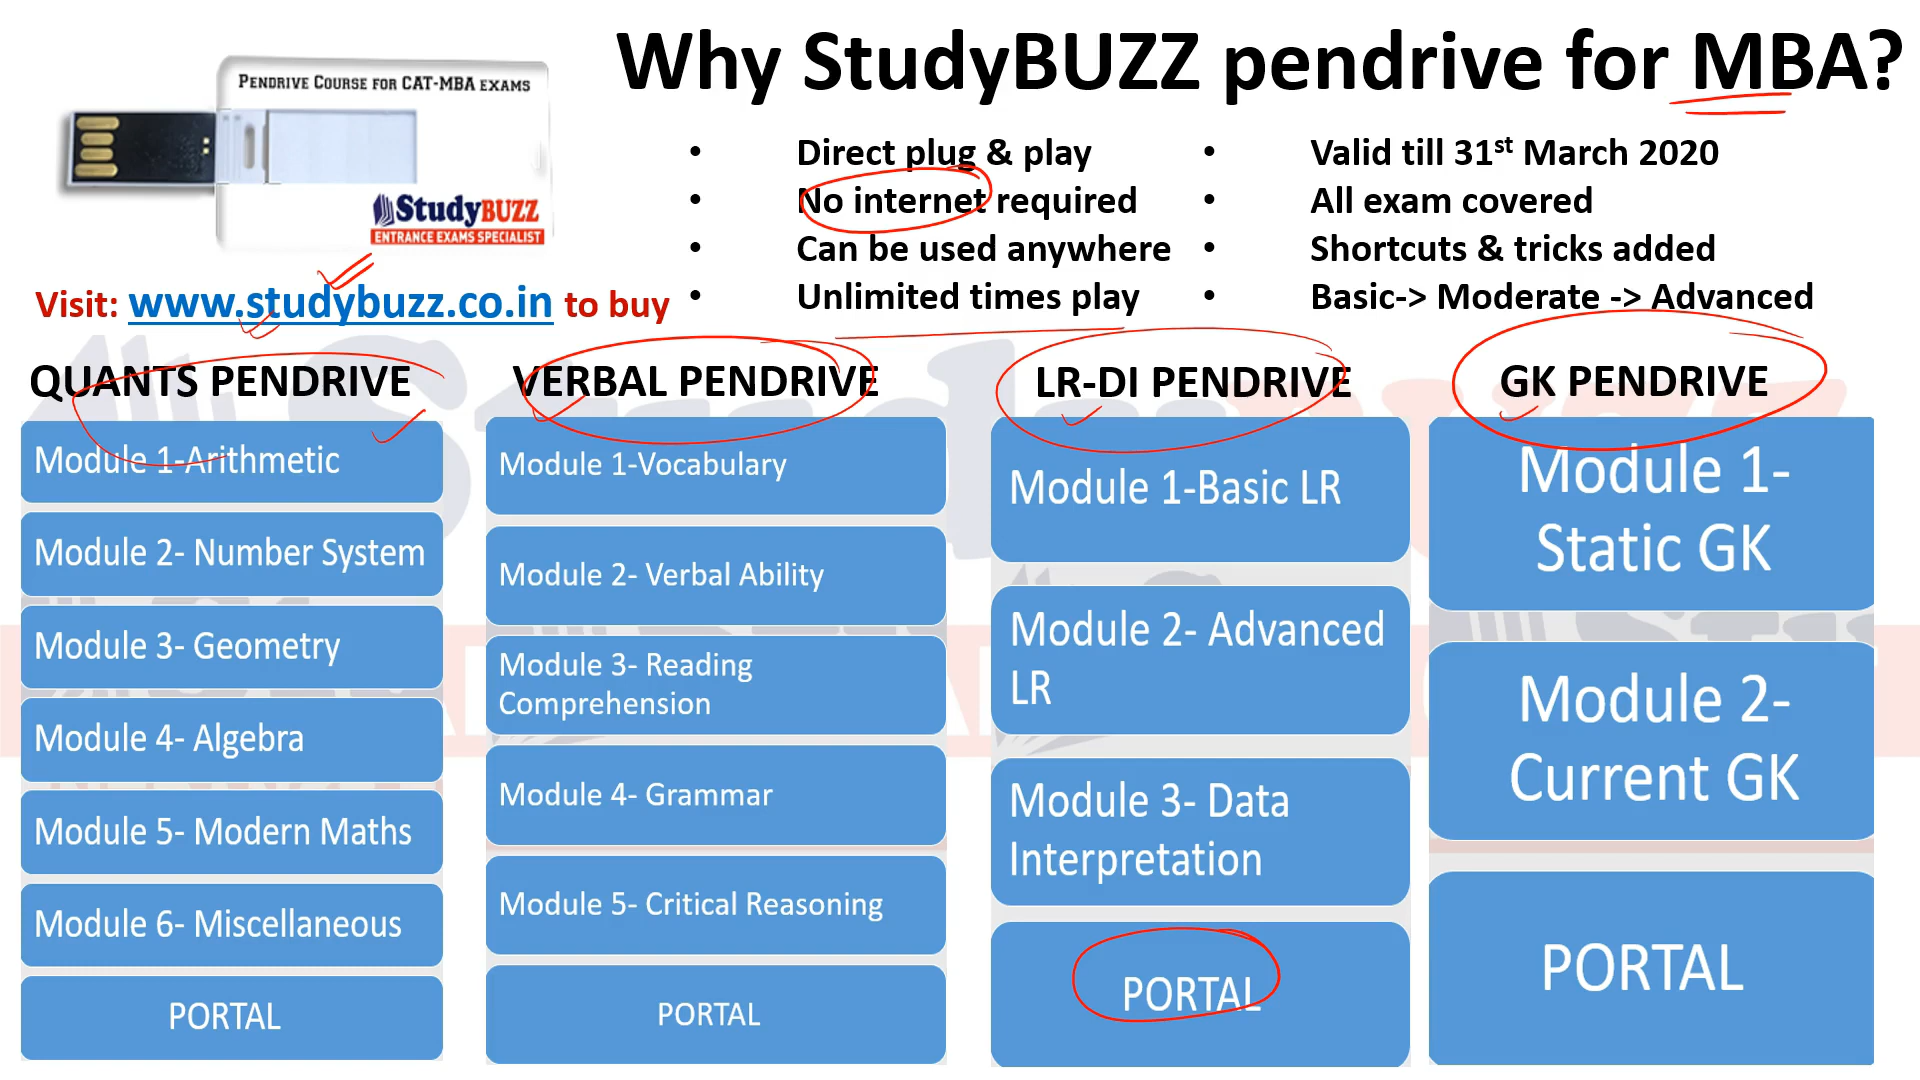 Why StudyBUZZ pendrive for MBA?
PENDRIVE COURSE FOR CAT-MBA EXAMS
StudyBUZZ
ENTRANCE EXAMS SPECIALIST
Visit: www.studybuzz.co.in to buy
• Direct plug & play
• No internet required
• Can be used anywhere
• Unlimited times play
• Valid till 31st March 2020
• All exam covered
• Shortcuts & tricks added
• Basic-> Moderate -> Advanced
QUANTS PENDRIVE
Module 1-Arithmetic
Module 2- Number System
Module 3- Geometry
Module 4- Algebra
Module 5- Modern Maths
Module 6- Miscellaneous
PORTAL
VERBAL PENDRIVE
Module 1-Vocabulary
Module 2- Verbal Ability
Module 3- Reading
Comprehension
Module 4- Grammar
Module 5- Critical Reasoning
PORTAL
LR-DI PENDRIVE
Module 1-Basic LR
Module 2- Advanced
LR
Module 3- Data
Interpretation
PORTAL
GK PENDRIVE
Module 1-
Static GK
Module 2-
Current GK
PORTAL